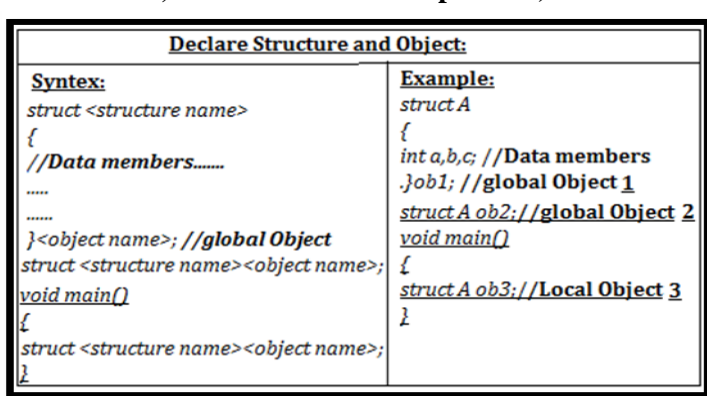 Declare Structure and Object:
Syntex:
struct <structure name>
{
//Data members.......
.....
......
}<object name>; //global Object
struct <structure name><object name>;
void main()
{
struct <structure name><object name>;
}
Example:
struct A
{
int a,b,c; //Data members
.}ob1; //global Object 1
struct A ob2;//global Object 2
void main()
{
struct A ob3;//Local Object 3
}